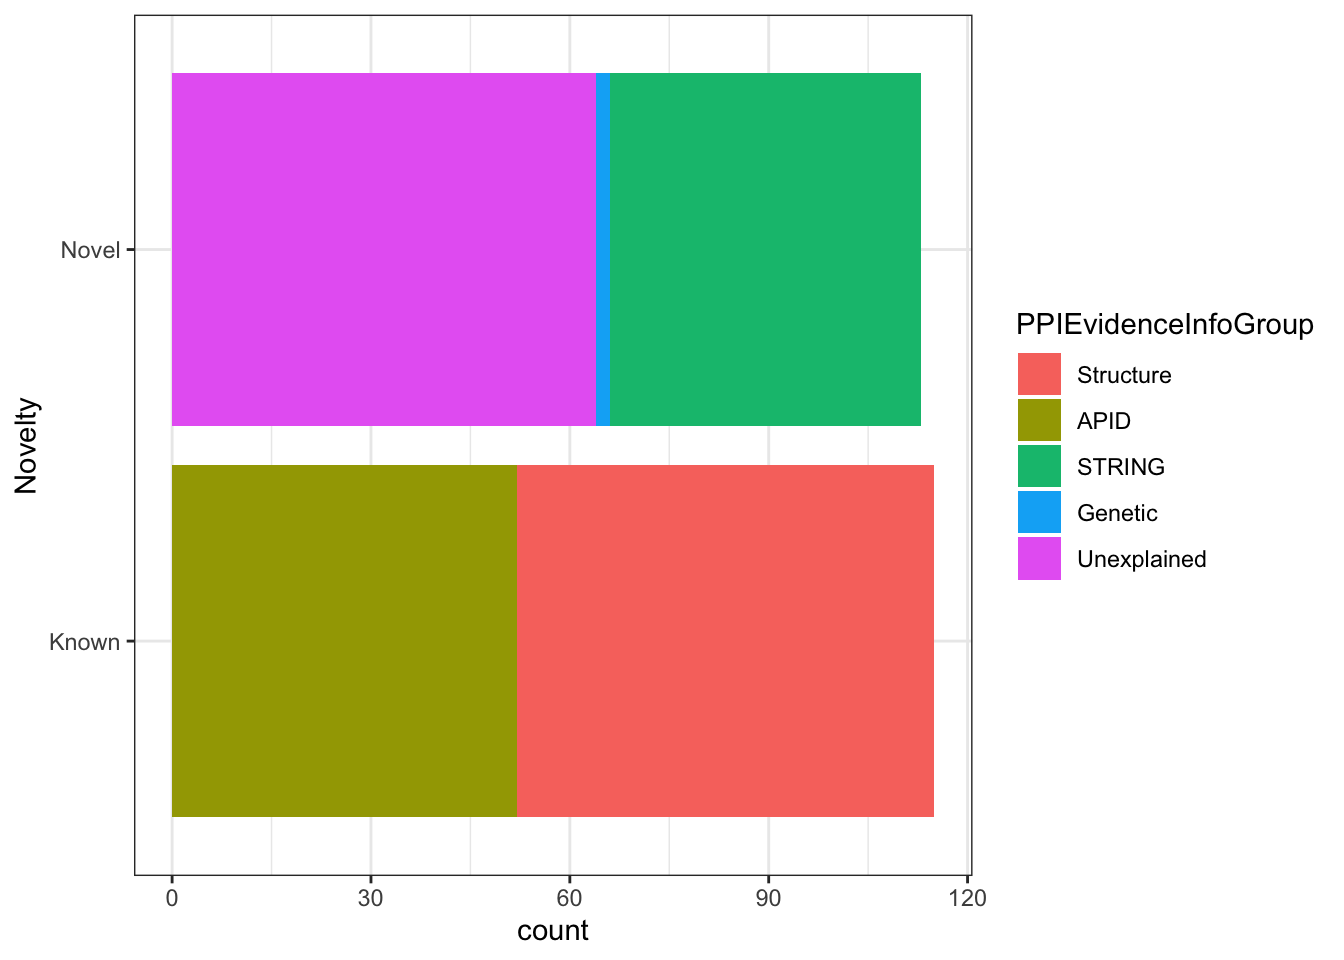 Novelty
Novel
Known
0 30 60 90 120
count
PPIEvidenceInfoGroup
Structure
APID
STRING
Genetic
Unexplained